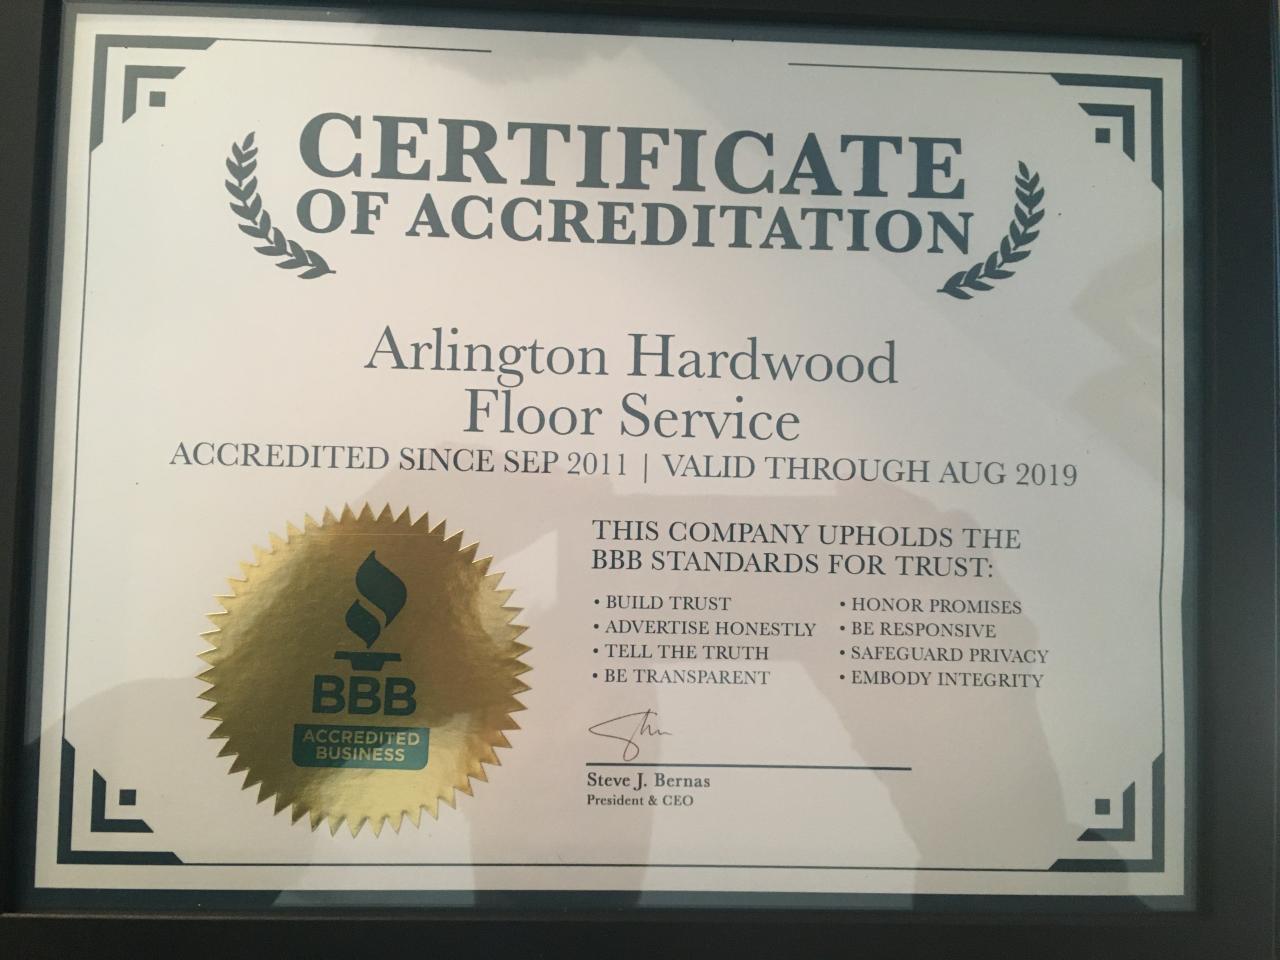 CERTIFICATE
OF ACCREDITATION
Arlington Hardwood
Floor Service
ACCREDITED SINCE SEP 2011 | VALID THROUGH AUG 2019
THIS COMPANY UPHOLDS THE
BBB STANDARDS FOR TRUST:
• BUILD TRUST
• ADVERTISE HONESTLY
• TELL THE TRUTH
• BE TRANSPARENT
• HONOR PROMISES
• BE RESPONSIVE
• SAFEGUARD PRIVACY
• EMBODY INTEGRITY
BBB
ACCREDITED
BUSINESS
Steve J. Bernas
President & CEO